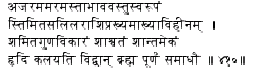 अजरममरमस्ताभाववस्तुस्वरूपं
स्तिमितसलिलराशिप्रख्यमाख्याविहीनम् ।
शमितगुणविकारं शाश्वतं शान्तमेकं
हृदि कलयति विद्वान् ब्रह्म पूर्णं समाधौ ॥ ४१०॥